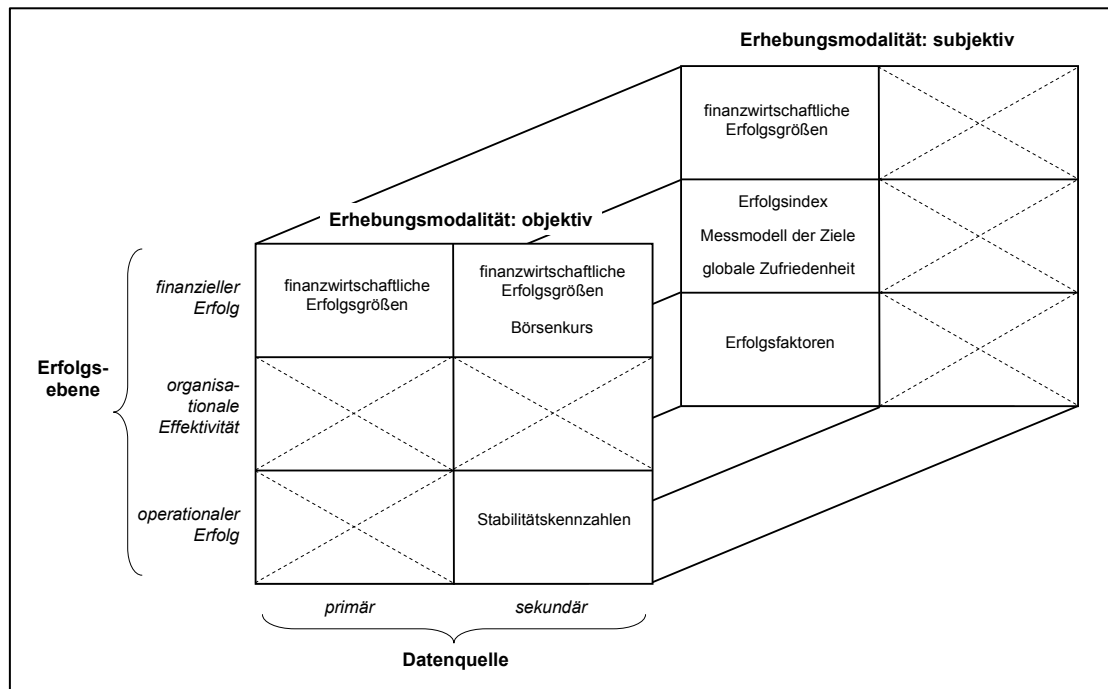 Erhebungsmodalität: subjektiv
finanzwirtschaftliche
Erfolgsgrößen
Erfolgsindex
Messmodell der Ziele
globale Zufriedenheit
Erfolgsfaktoren
Erhebungsmodalität: objektiv
finanzieller
Erfolg
finanzwirtschaftliche
Erfolgsgrößen
finanzwirtschaftliche
Erfolgsgrößen
Börsenkurs
Erfolgs-
ebene
organisa-
tionale
Effektivität
operationaler
Erfolg
Stabilitätskennzahlen
primär
sekundär
Datenquelle